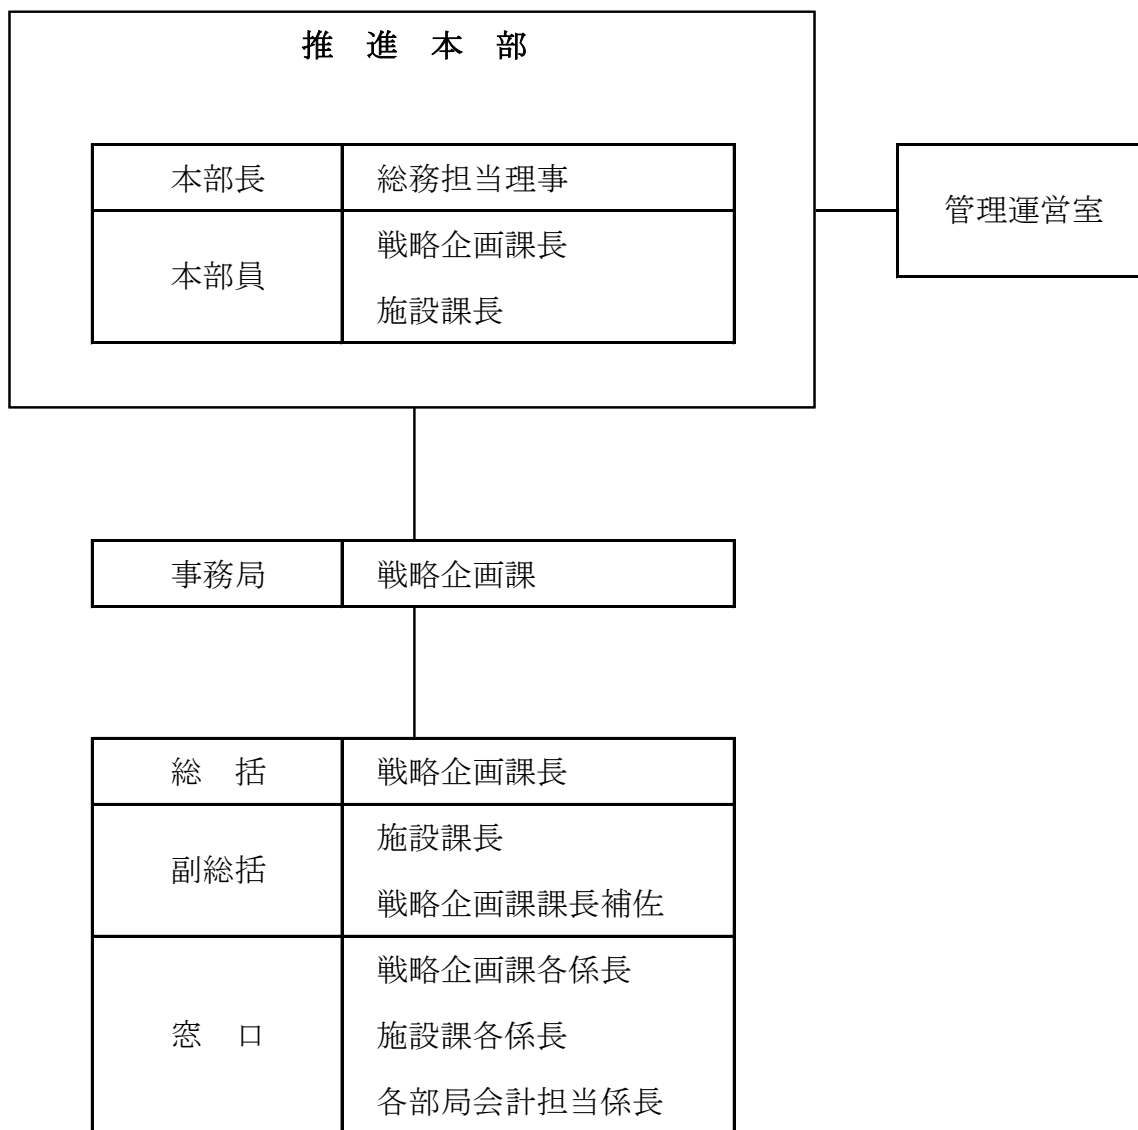 推　進　本　部
本部長　総務担当理事
本部員　戦略企画課長
施設課長
管理運営室
事務局　戦略企画課
総　括　戦略企画課長
副総括　施設課長
戦略企画課課長補佐
窓　口　戦略企画課各係長
施設課各係長
各部局会計担当係長